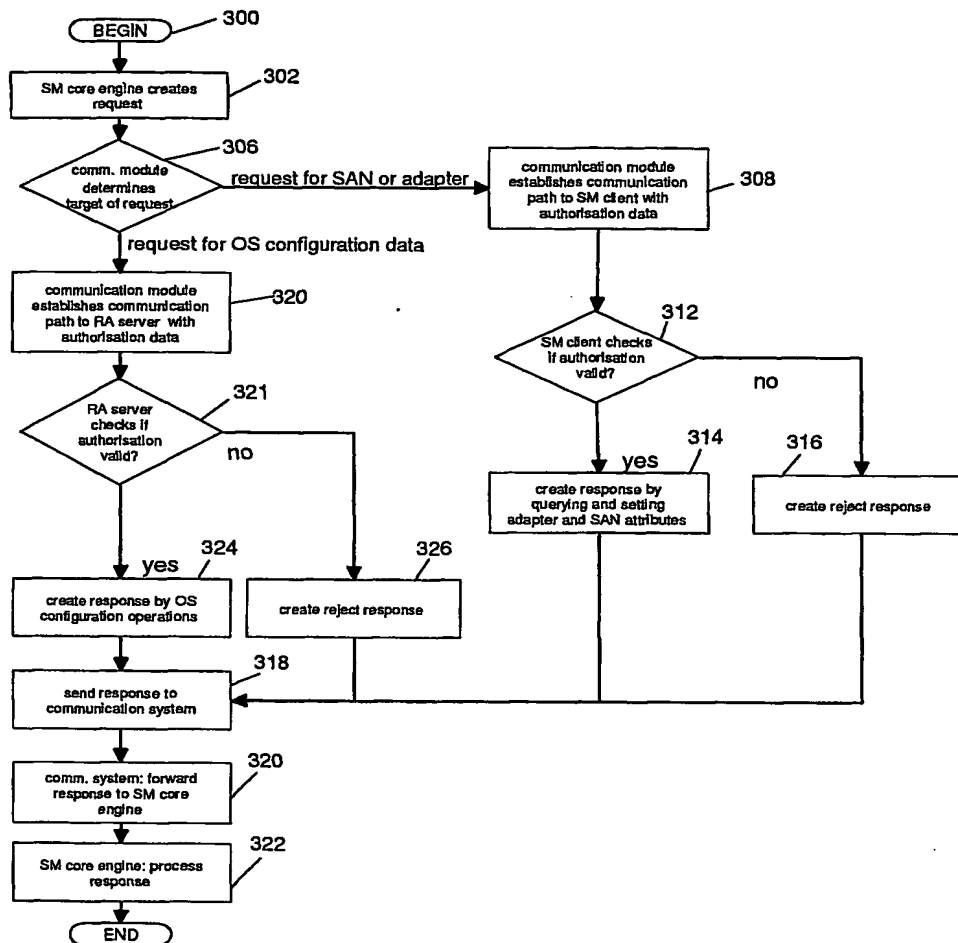 BEGIN
300
SM core engine creates
request
302
comm. module
determines
target of request
306
request for SAN or adapter
communication module
establishes communication
path to SM client with
authorisation data
308
request for OS configuration data
communication module
establishes communication
path to RA server with
authorisation data
320
SM client checks
if authorisation
valid?
312
no
yes
RA server
checks if
authorisation
valid?
321
no
yes
create response by
querying and setting
adapter and SAN attributes
314
create reject response
316
create response by OS
configuration operations
324
create reject response
326
send response to
communication system
318
comm. system: forward
response to SM core
engine
320
SM core engine: process
response
322
END